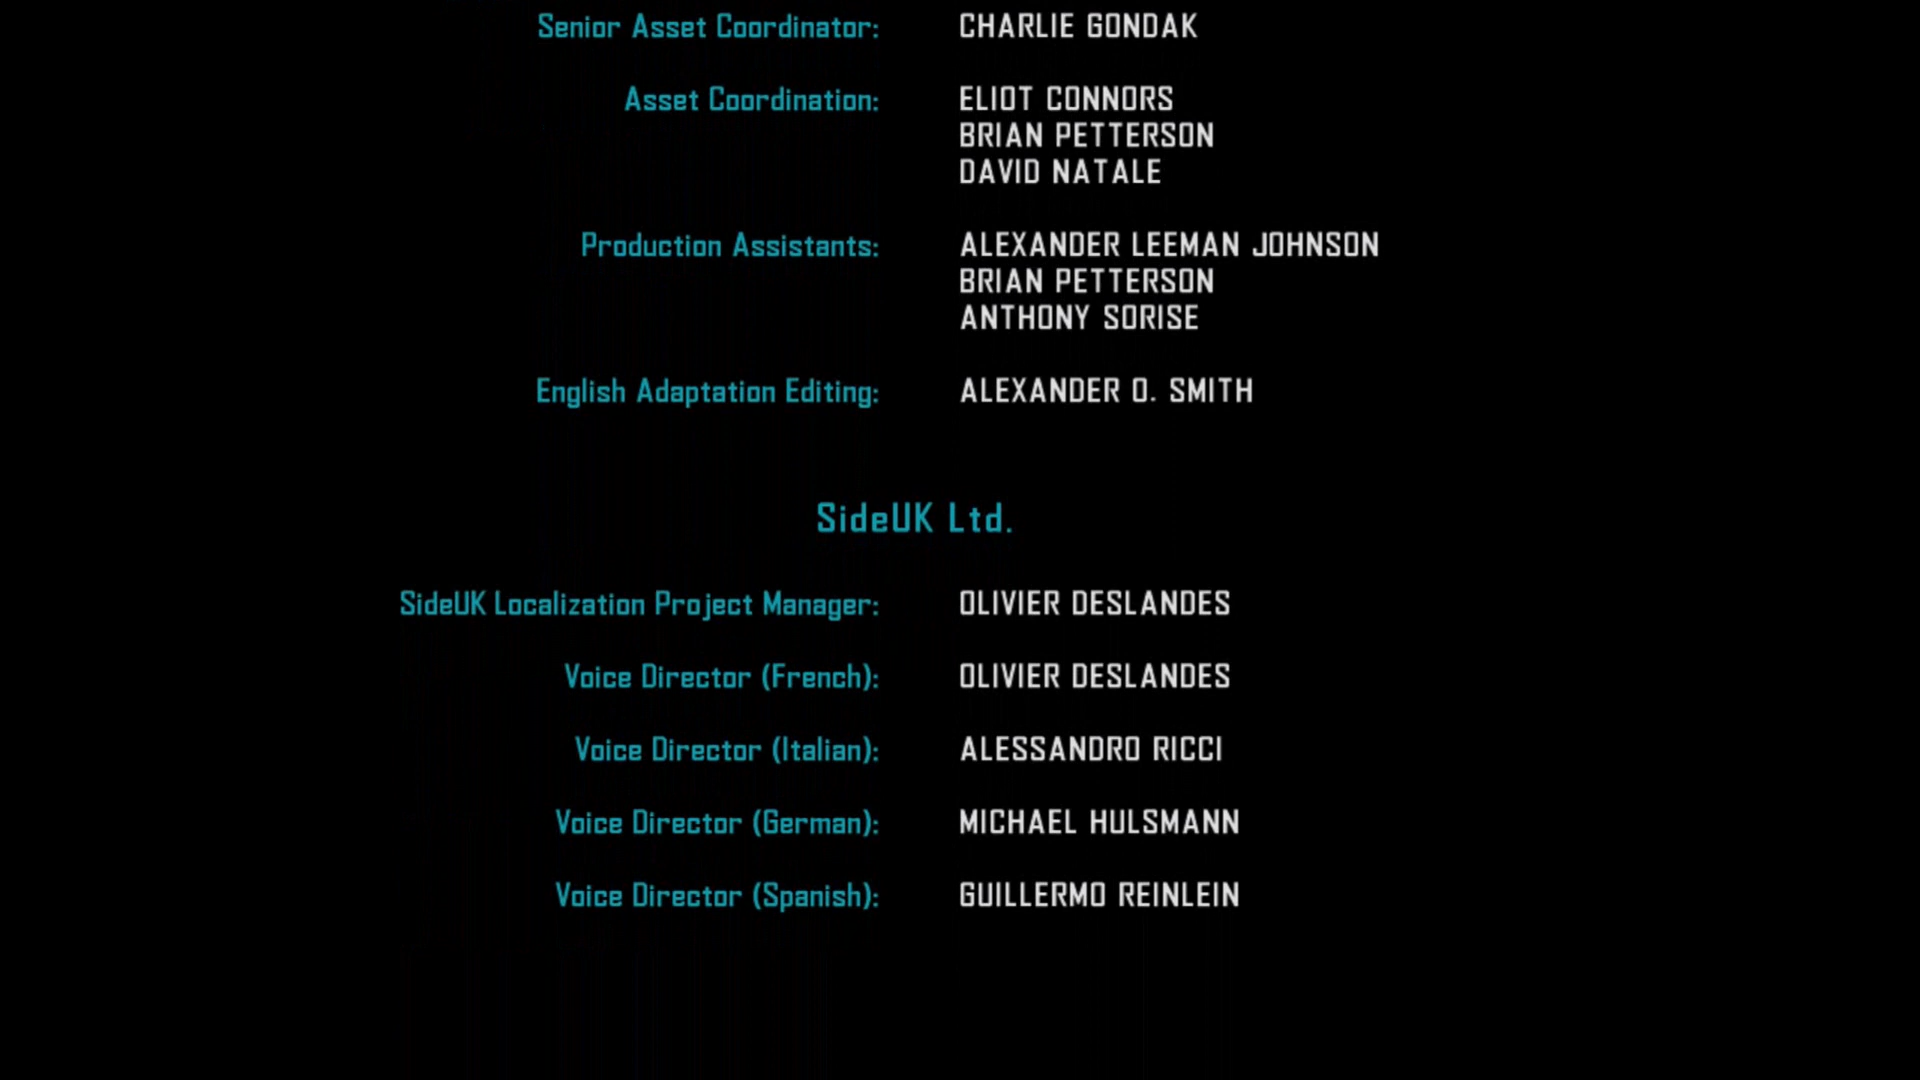 Senior Asset Coordinator: CHARLIE GONDAK
Asset Coordination: ELIOT CONNORS
BRIAN PETTERSON
DAVID NATALE
Production Assistants: ALEXANDER LEEMAN JOHNSON
BRIAN PETTERSON
ANTHONY SORISE
English Adaptation Editing: ALEXANDER O. SMITH
SideUK Ltd.
SideUK Localization Project Manager: OLIVIER DESLANDES
Voice Director (French): OLIVIER DESLANDES
Voice Director (Italian): ALESSANDRO RICCI
Voice Director (German): MICHAEL HULSMANN
Voice Director (Spanish): GUILLERMO REINLEIN